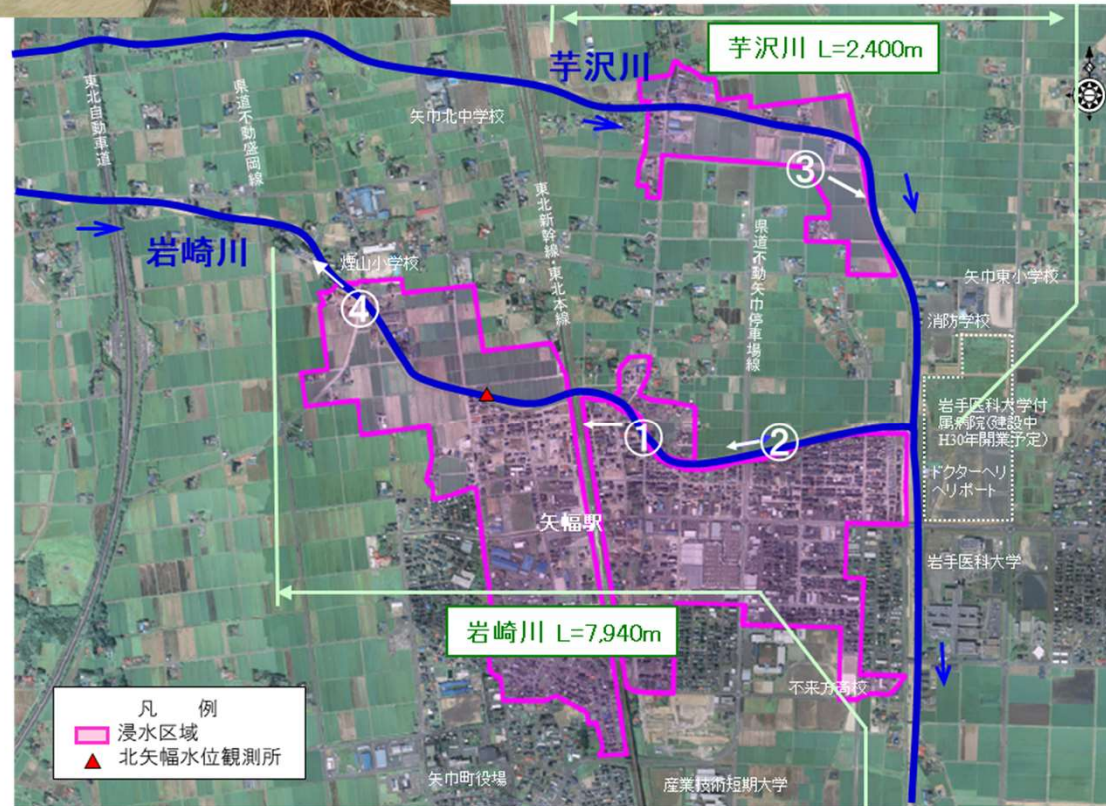 芋沢川 L=2,400m
芋沢川
東北自動車道
県道不動盛岡線
矢巾北中学校
③
東北新幹線・東北本線
県道不動矢巾停車場線
岩崎川
煙山小学校
④
矢巾東小学校
消防学校
岩手医科大学付
属病院(建設中
H30年開業予定)
①
②
ドクターヘリ
ヘリポート
矢幅駅
岩手医科大学
岩崎川 L=7,940m
不来方高校
凡 例
浸水区域
北矢幅水位観測所
矢巾町役場
産業技術短期大学